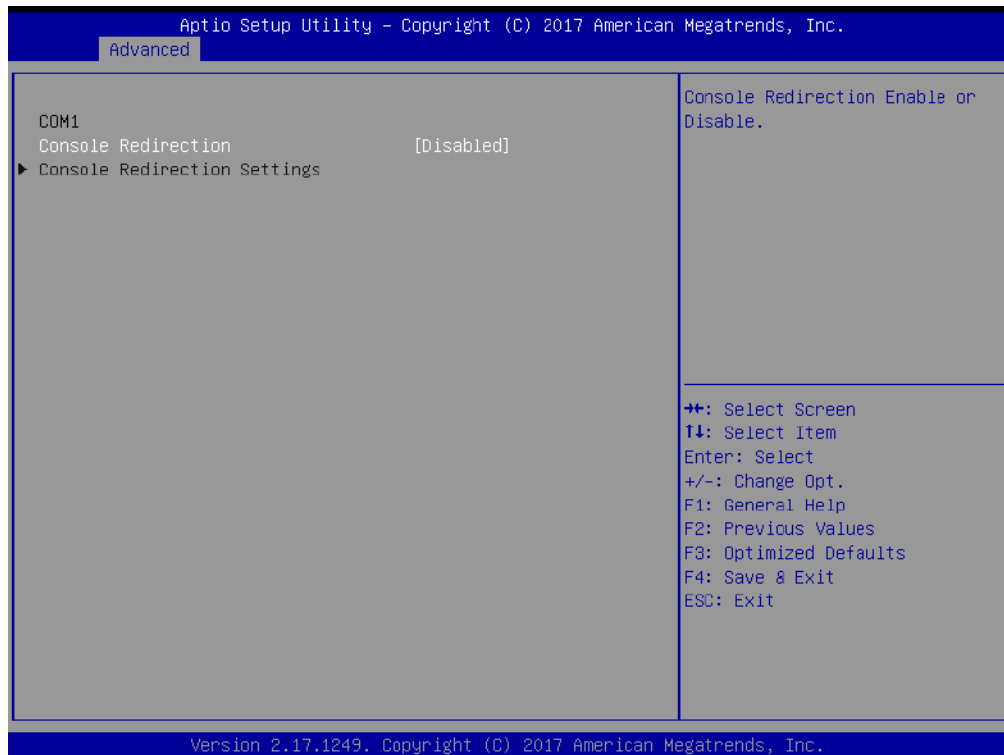 Aptio Setup Utility – Copyright (C) 2017 American Megatrends, Inc.
Advanced
COM1
Console Redirection [Disabled]
▶ Console Redirection Settings
Console Redirection Enable or
Disable.
→←: Select Screen
↑↓: Select Item
Enter: Select
+/-: Change Opt.
F1: General Help
F2: Previous Values
F3: Optimized Defaults
F4: Save & Exit
ESC: Exit
Version 2.17.1249. Copyright (C) 2017 American Megatrends, Inc.